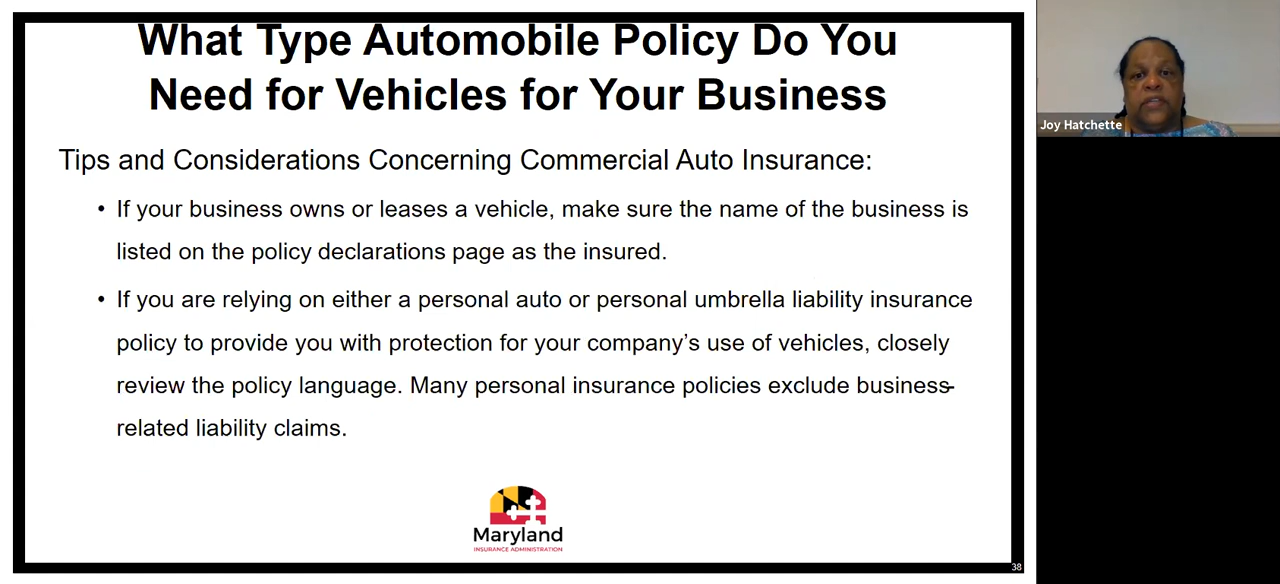 What Type Automobile Policy Do You
Need for Vehicles for Your Business
Tips and Considerations Concerning Commercial Auto Insurance:
• If your business owns or leases a vehicle, make sure the name of the business is
listed on the policy declarations page as the insured.
• If you are relying on either a personal auto or personal umbrella liability insurance
policy to provide you with protection for your company's use of vehicles, closely
review the policy language. Many personal insurance policies exclude business-
related liability claims.
Maryland
INSURANCE ADMINISTRATION
38
Joy Hatchette